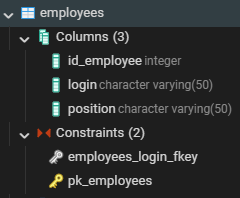 employees
Columns (3)
id_employee integer
login character varying(50)
position character varying(50)
Constraints (2)
employees_login_fkey
pk_employees